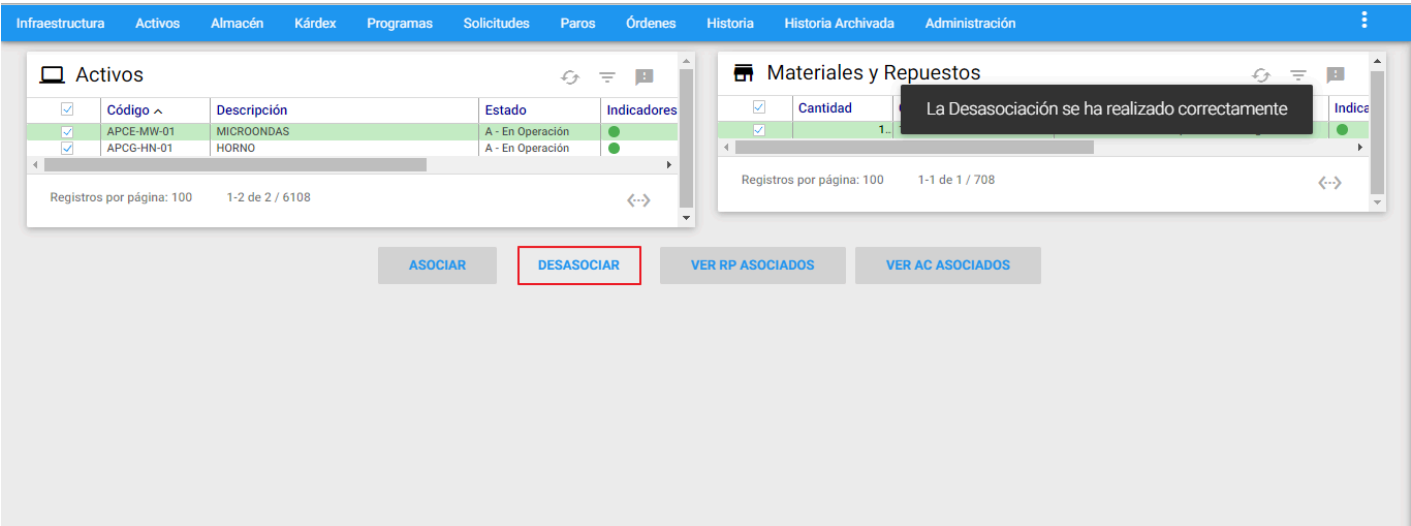 Infraestructura Activos Almacén Kárdex Programas Solicitudes Paros Órdenes Historia Historia Archivada Administración
Activos
Código Descripción Estado Indicadores
APCE-MW-01 MICROONDAS A - En Operación
APCG-HN-01 HORNO A - En Operación
Registros por página: 100 1-2 de 2 / 6108
Materiales y Repuestos
La Desasociación se ha realizado correctamente
Cantidad Indica
1..
Registros por página: 100 1-1 de 1 / 708
ASOCIAR DESASOCIAR VER RP ASOCIADOS VER AC ASOCIADOS